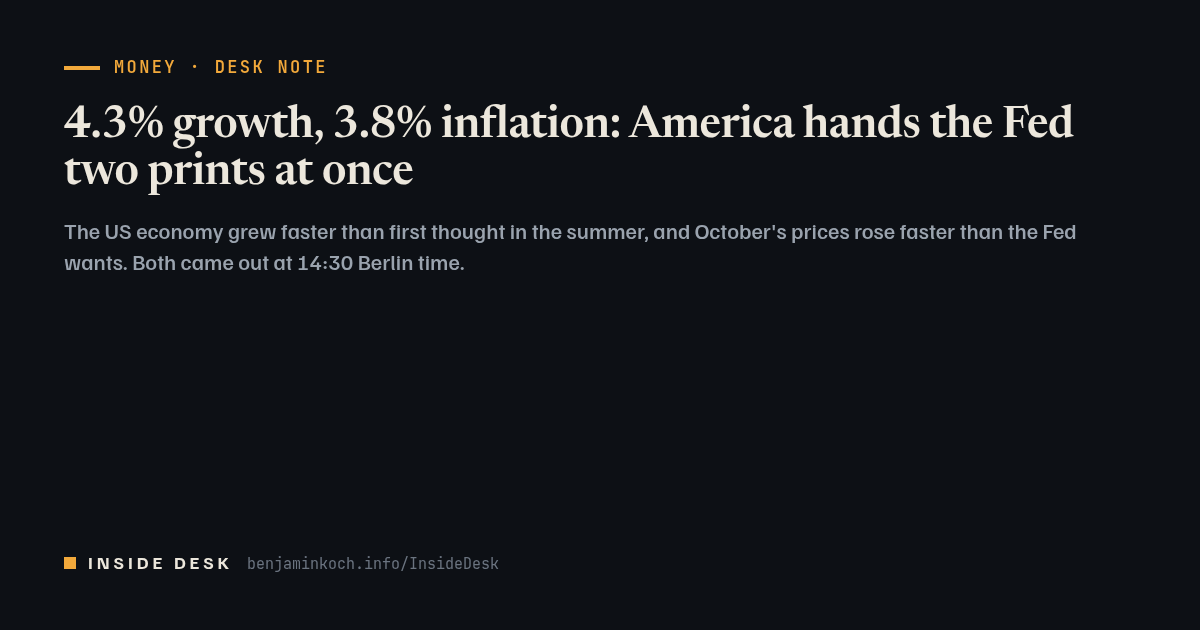 MONEY · DESK NOTE
4.3% growth, 3.8% inflation: America hands the Fed
two prints at once
The US economy grew faster than first thought in the summer, and October's prices rose faster than the Fed
wants. Both came out at 14:30 Berlin time.
INSIDE DESK benjaminkoch.info/InsideDesk